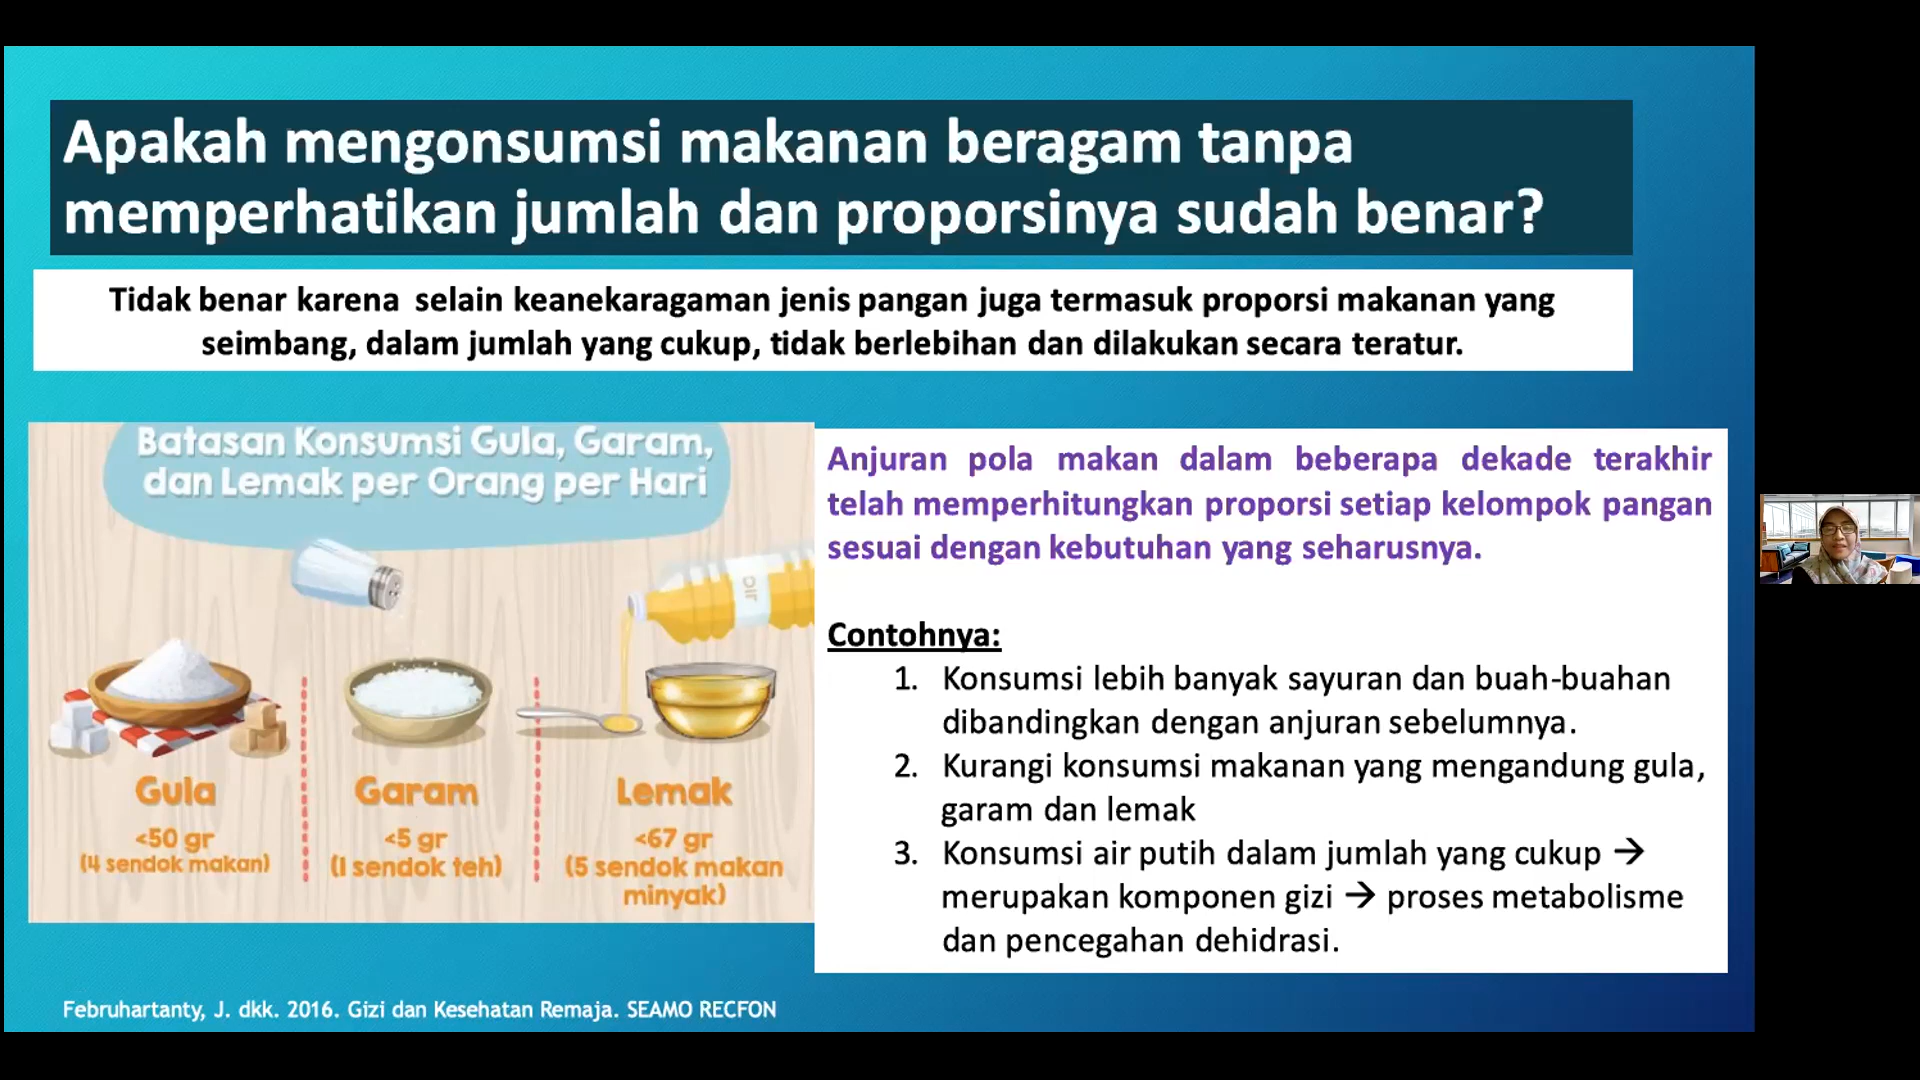 Apakah mengonsumsi makanan beragam tanpa
memperhatikan jumlah dan proporsinya sudah benar?
Tidak benar karena selain keanekaragaman jenis pangan juga termasuk proporsi makanan yang
seimbang, dalam jumlah yang cukup, tidak berlebihan dan dilakukan secara teratur.
Batasan Konsumsi Gula, Garam,
dan Lemak per Orang per Hari
Oil
Gula
<50 gr
(4 sendok makan)
Garam
<5 gr
(1 sendok teh)
Lemak
<67 gr
(5 sendok makan
minyak)
Anjuran pola makan dalam beberapa dekade terakhir
telah memperhitungkan proporsi setiap kelompok pangan
sesuai dengan kebutuhan yang seharusnya.
Contohnya:
1. Konsumsi lebih banyak sayuran dan buah-buahan
dibandingkan dengan anjuran sebelumnya.
2. Kurangi konsumsi makanan yang mengandung gula,
garam dan lemak
3. Konsumsi air putih dalam jumlah yang cukup →
merupakan komponen gizi → proses metabolisme
dan pencegahan dehidrasi.
Februhartanty, J. dkk. 2016. Gizi dan Kesehatan Remaja. SEAMO RECFON